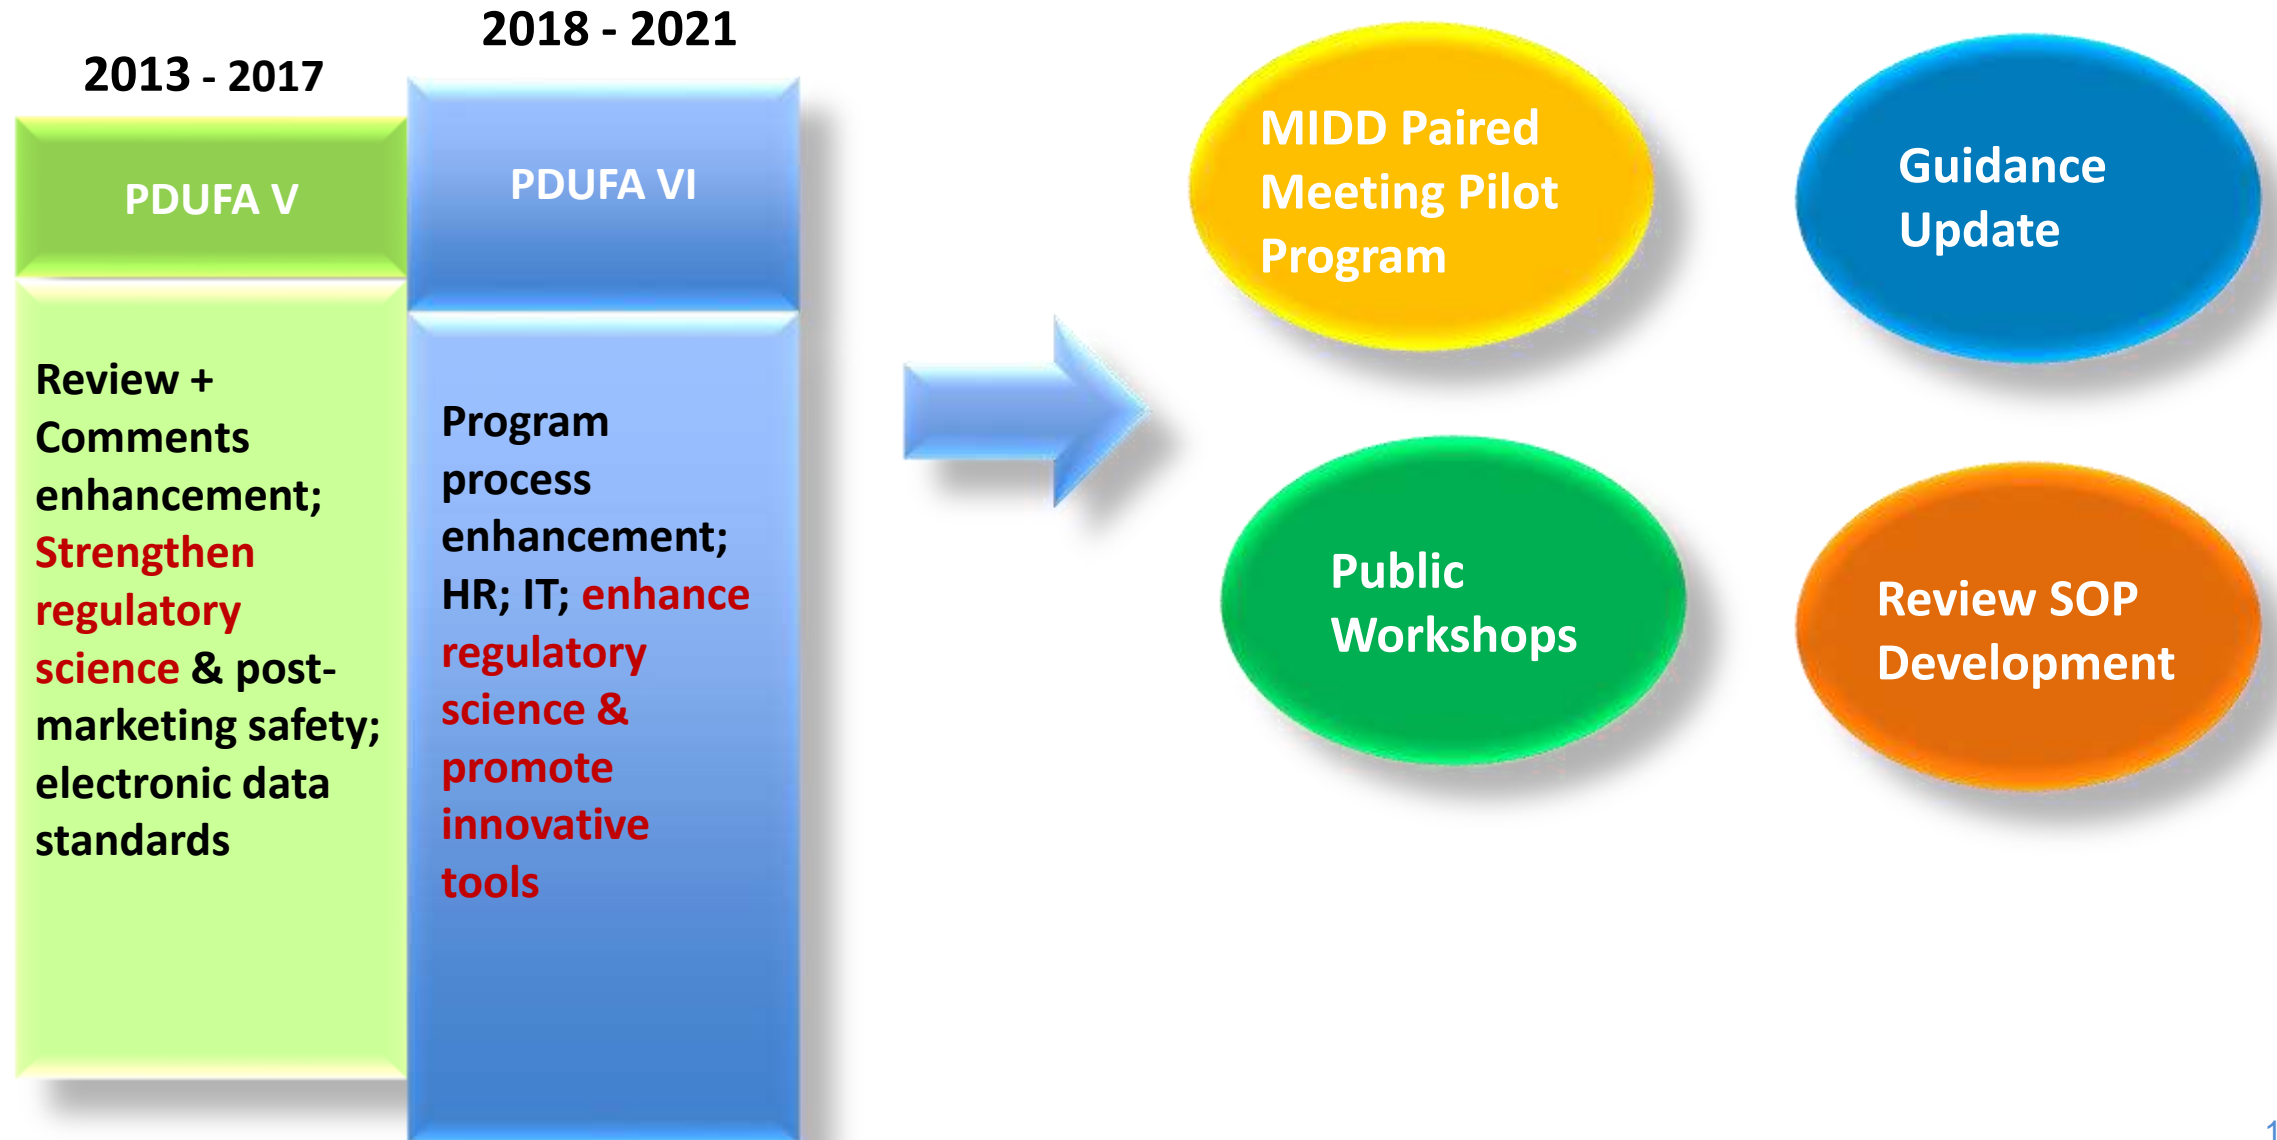 2013 - 2017
PDUFA V
Review +
Comments
enhancement;
Strengthen
regulatory
science & post-
marketing safety;
electronic data
standards
2018 - 2021
PDUFA VI
Program
process
enhancement;
HR; IT; enhance
regulatory
science &
promote
innovative
tools
MIDD Paired
Meeting Pilot
Program
Guidance
Update
Public
Workshops
Review SOP
Development